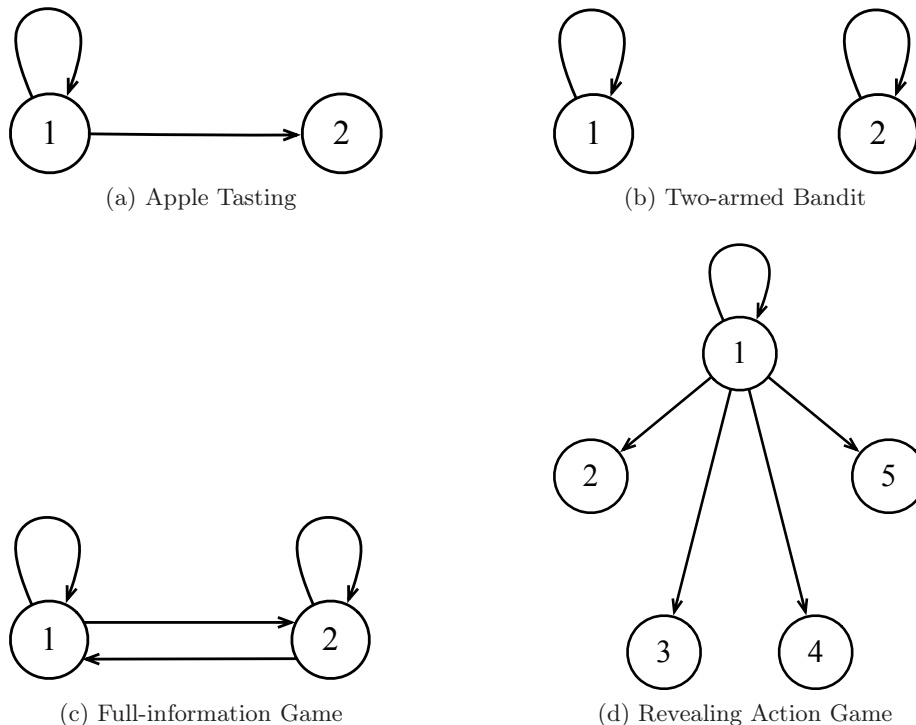 1
2
(a) Apple Tasting
1
2
(b) Two-armed Bandit
1
2
(c) Full-information Game
1
2
5
3
4
(d) Revealing Action Game